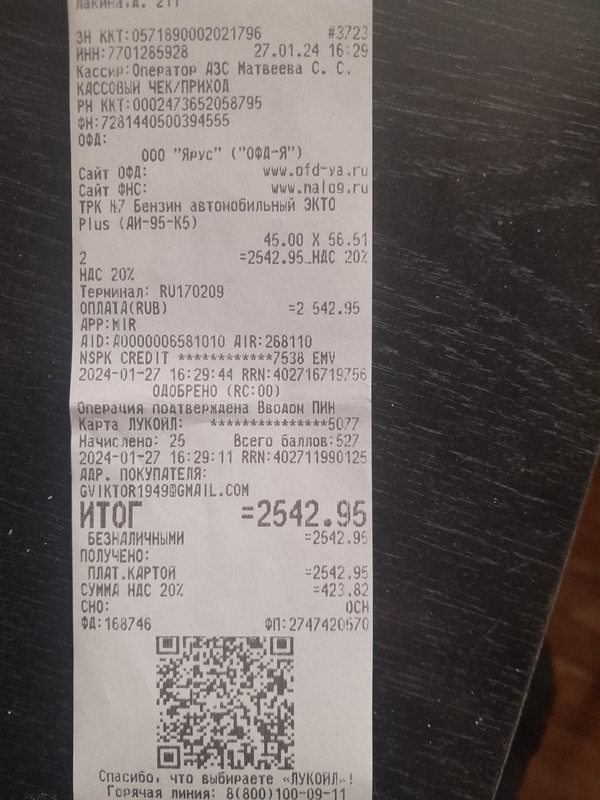 Лакина,д. 211
ЗН ККТ:0571890002021796 #3723
ИНН:7701285928 27.01.24 16:29
Кассир:Оператор АЗС Матвеева С. С.
КАССОВЫЙ ЧЕК/ПРИХОД
РН ККТ:0002473652058795
ФН:7281440500394555
ОФД:
ООО "Ярус" ("ОФД-Я")
Сайт ОФД: www.ofd-ya.ru
Сайт ФНС: www.nalog.ru
ТРК №7 Бензин автомобильный ЭКТО
Plus (АИ-95-К5)
45.00 X 56.51
2 =2542.95_НДС 20%
НДС 20%
Терминал: RU170209
ОПЛАТА(RUB) =2 542.95
APP:MIR
AID:A0000006581010 AIR:268110
NSPK CREDIT ************7538 EMV
2024-01-27 16:29:44 RRN:402716719756
ОДОБРЕНО (RC:00)
Операция подтверждена Вводом ПИН
Карта ЛУКОЙЛ: ***************5077
Начислено: 25 Всего баллов:527
2024-01-27 16:29:11 RRN:402711990125
АДР. ПОКУПАТЕЛЯ:
GVIKTOR1949@GMAIL.COM
ИТОГ =2542.95
БЕЗНАЛИЧНЫМИ =2542.95
ПОЛУЧЕНО:
ПЛАТ.КАРТОЙ =2542.95
СУММА НДС 20% =423.82
СНО: ОСН
ФД:168746 ФП:2747420570
Спасибо, что выбираете «ЛУКОЙЛ»!
Горячая линия: 8(800)100-09-11